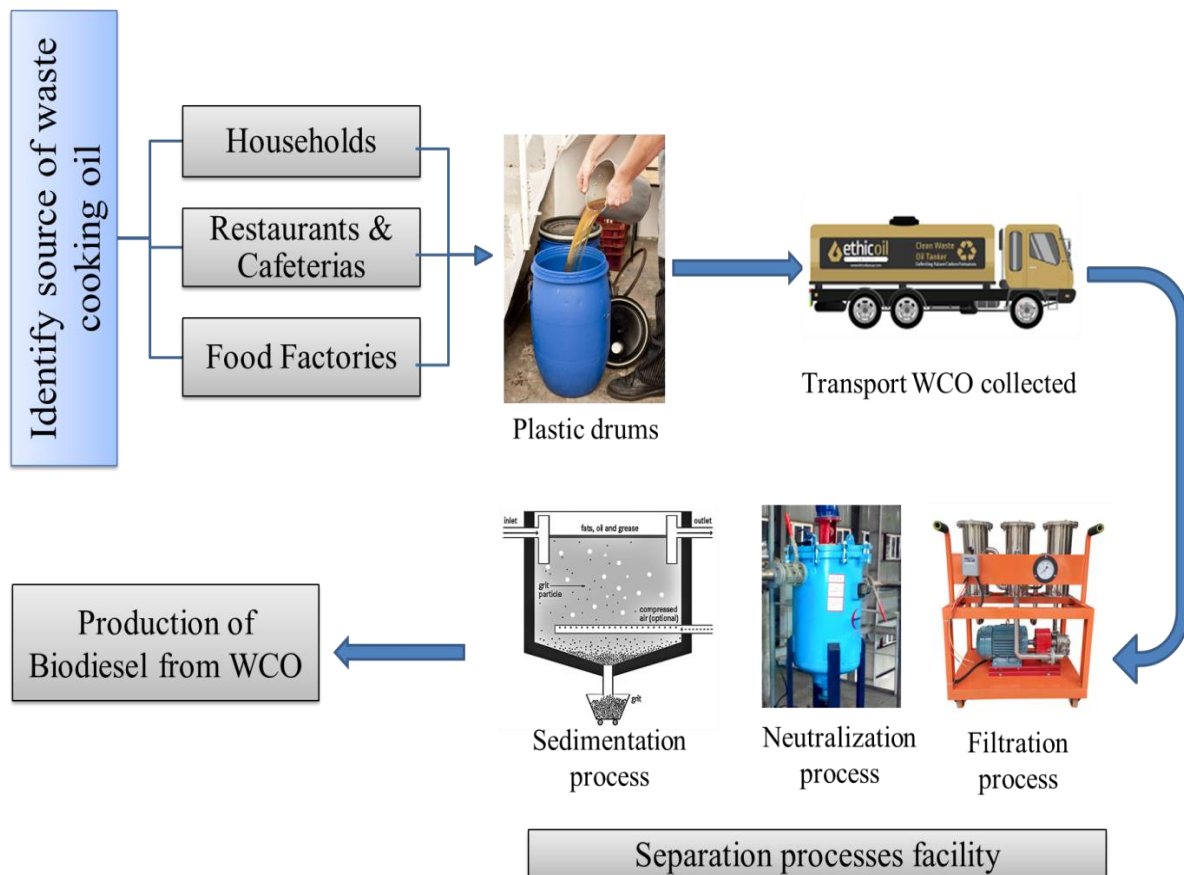 Identify source of waste
cooking oil
Households
Restaurants &
Cafeterias
Food Factories
Plastic drums
ethicoil
Clean Waste
Oil Tanker
Transport WCO collected
inlet
fats, oil and grease
outlet
grit
particle
compressed
air (optional)
grit
Sedimentation
process
Neutralization
process
Filtration
process
Production of
Biodiesel from WCO
Separation processes facility